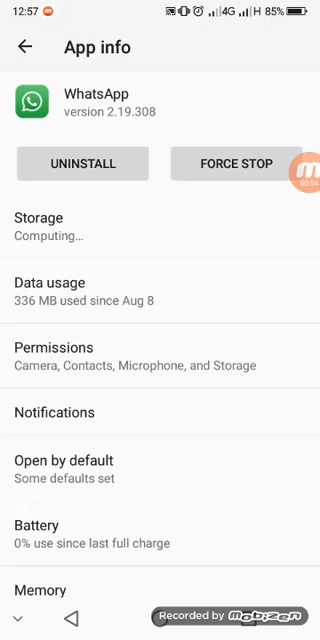 12:57 4G H 85%
App info
WhatsApp
version 2.19.308
UNINSTALL FORCE STOP
00:54
Storage
Computing...
Data usage
336 MB used since Aug 8
Permissions
Camera, Contacts, Microphone, and Storage
Notifications
Open by default
Some defaults set
Battery
0% use since last full charge
Memory
Recorded by mobizen